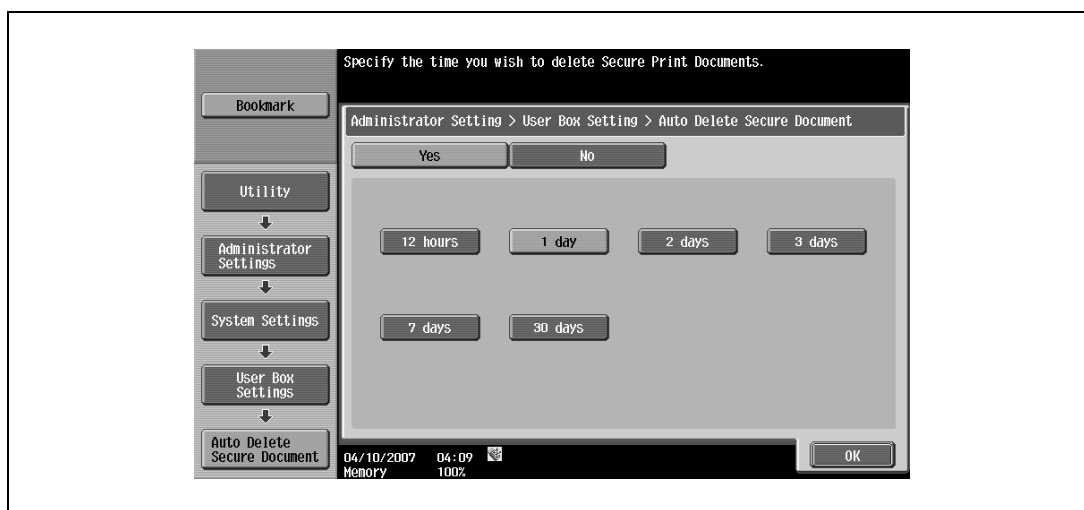 Specify the time you wish to delete Secure Print Documents.
Bookmark
Administrator Setting > User Box Setting > Auto Delete Secure Document
Yes
No
Utility
Administrator
Settings
System Settings
User Box
Settings
Auto Delete
Secure Document
12 hours
1 day
2 days
3 days
7 days
30 days
04/10/2007 04:09
Memory 100%
OK